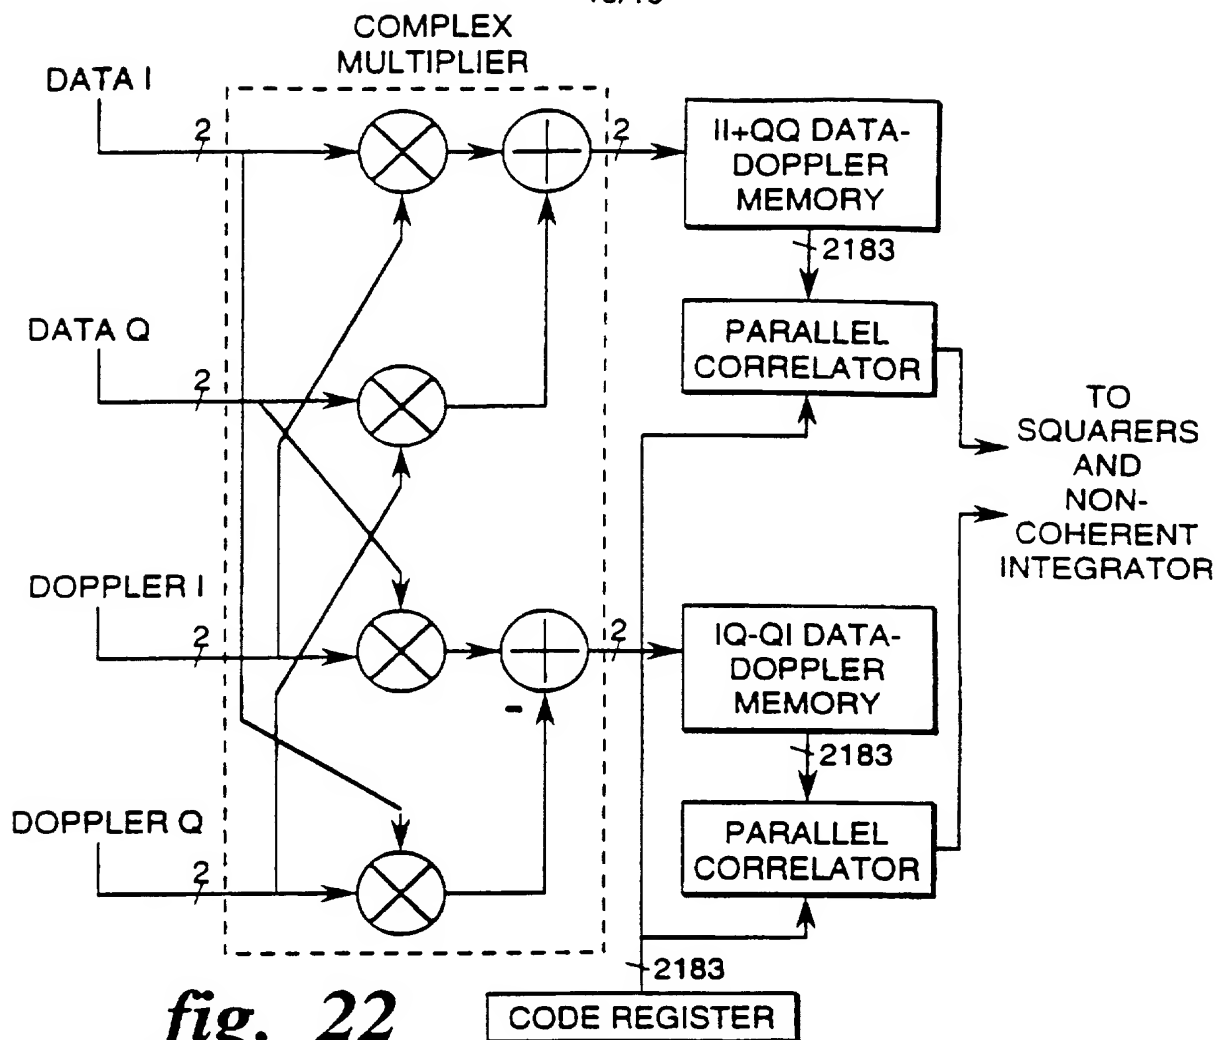 COMPLEX
MULTIPLIER
DATA I
2
2
II+QQ DATA-
DOPPLER
MEMORY
2183
DATA Q
2
PARALLEL
CORRELATOR
TO
SQUARERS
AND
NON-
COHERENT
INTEGRATOR
DOPPLER I
2
2
IQ-QI DATA-
DOPPLER
MEMORY
-
2183
DOPPLER Q
2
PARALLEL
CORRELATOR
2183
CODE REGISTER
fig. 22